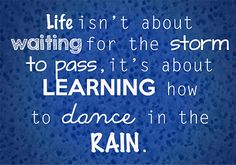 Life isn't about
waiting for the storm
to pass, it's about
LEARNING how
to dance in the
RAIN.